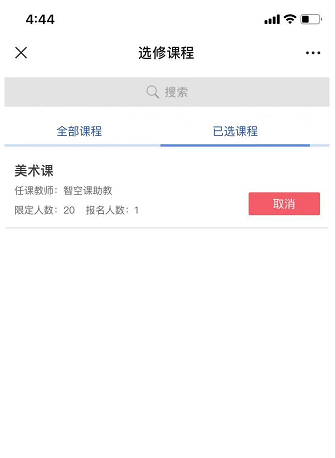 4:44
选修课程
搜索
全部课程
已选课程
美术课
任课教师：智空课助教
限定人数：20 报名人数：1
取消